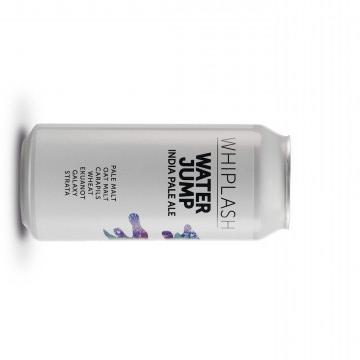 WHIPLASH
WATER
JUMP
INDIA PALE ALE
PALE MALT
OAT MALT
CARAPILS
WHEAT
EKUANOT
GALAXY
STRATA